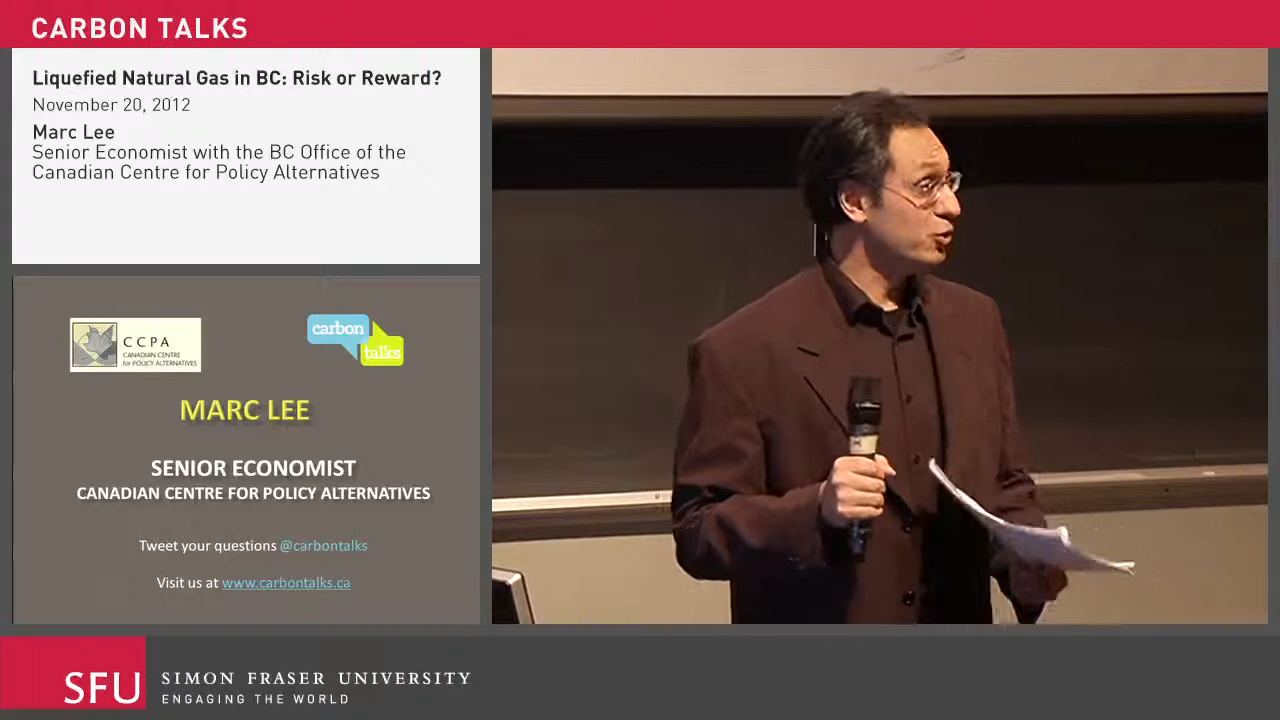 CARBON TALKS
Liquefied Natural Gas in BC: Risk or Reward?
November 20, 2012
Marc Lee
Senior Economist with the BC Office of the
Canadian Centre for Policy Alternatives
CCPA
CANADIAN CENTRE
for POLICY ALTERNATIVES
carbon
talks
MARC LEE
SENIOR ECONOMIST
CANADIAN CENTRE FOR POLICY ALTERNATIVES
Tweet your questions @carbontalks
Visit us at www.carbontalks.ca
SFU
SIMON FRASER UNIVERSITY
ENGAGING THE WORLD